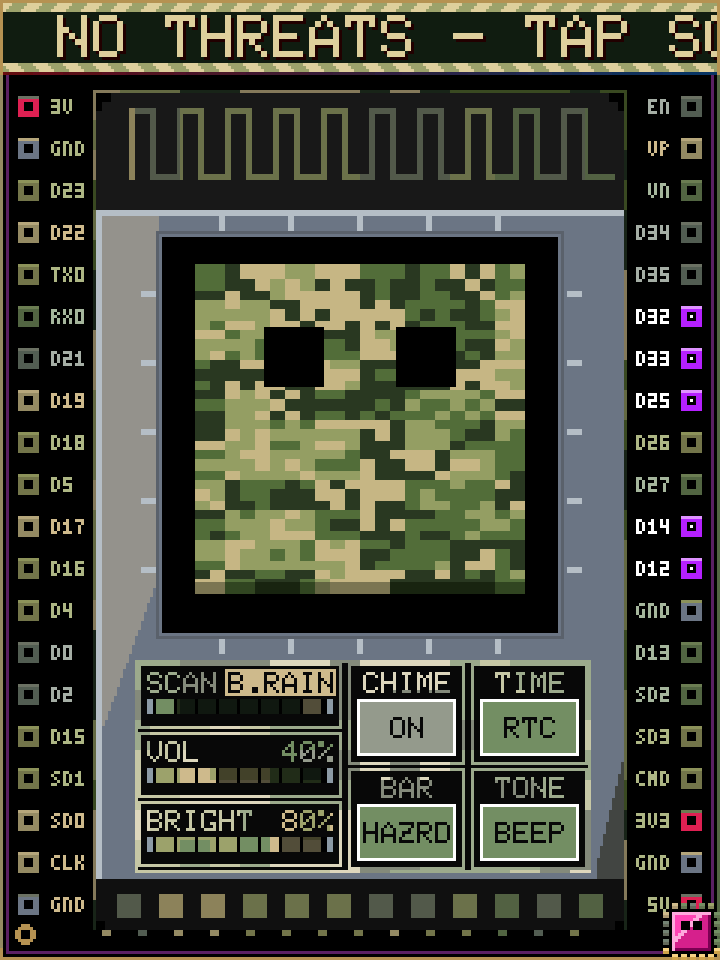 NO THREATS - TAP
3V
GND
D23
D22
TX0
RX0
D21
D19
D18
D5
D17
D16
D4
D0
D2
D15
SD1
SD0
CLK
GND
EN
VP
VN
D34
D35
D32
D33
D25
D26
D27
D14
D12
GND
D13
SD2
SD3
CMD
3V3
GND
5V
SCAN B.RAIN
VOL 40%
BRIGHT 80%
CHIME
ON
TIME
RTC
BAR
HAZRD
TONE
BEEP